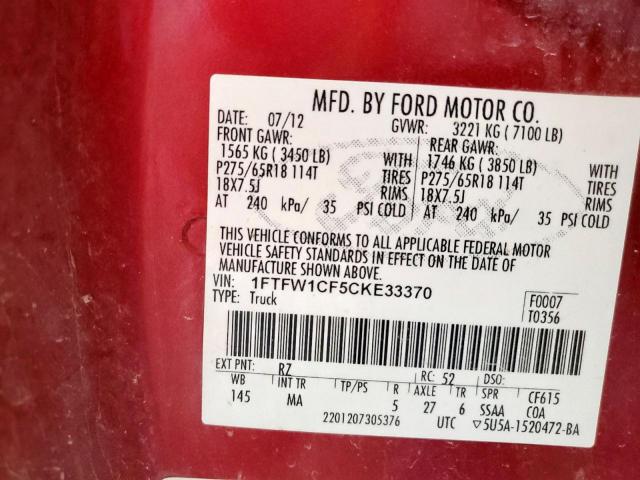 MFD. BY FORD MOTOR CO.
DATE: 07/12 GVWR: 3221 KG ( 7100 LB)
FRONT GAWR: REAR GAWR:
1565 KG ( 3450 LB) WITH 1746 KG ( 3850 LB) WITH
P275/65R18 114T TIRES P275/65R18 114T TIRES
18X7.5J RIMS 18X7.5J RIMS
AT 240 kPa/ 35 PSI COLD AT 240 kPa/ 35 PSI COLD
THIS VEHICLE CONFORMS TO ALL APPLICABLE FEDERAL MOTOR
VEHICLE SAFETY STANDARDS IN EFFECT ON THE DATE OF
MANUFACTURE SHOWN ABOVE.
VIN: 1FTFW1CF5CKE33370
TYPE: Truck
F0007
T0356
EXT PNT: RZ RC: 52 DSO:
WB INT TR TP/PS R AXLE TR SPR CF615
145 MA 5 27 6 SSAA COA
2201207305376 UTC ▽5U5A-1520472-BA